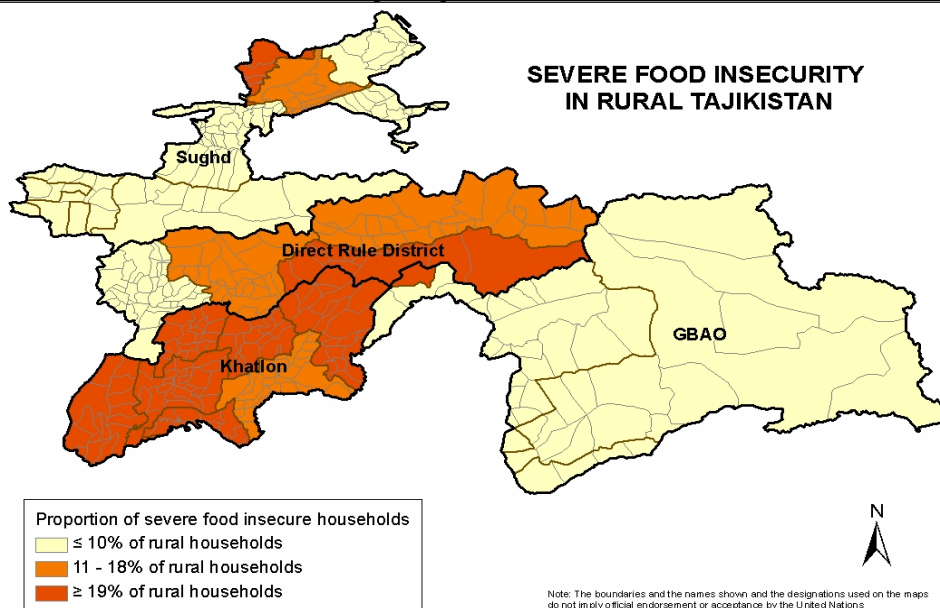 SEVERE FOOD INSECURITY
IN RURAL TAJIKISTAN
Sughd
Direct Rule District
GBAO
Khatlon
Proportion of severe food insecure households
≤ 10% of rural households
11 - 18% of rural households
≥ 19% of rural households
N
Note: The boundaries and the names shown and the designations used on the maps
do not imply official endorsement or acceptance by the United Nations